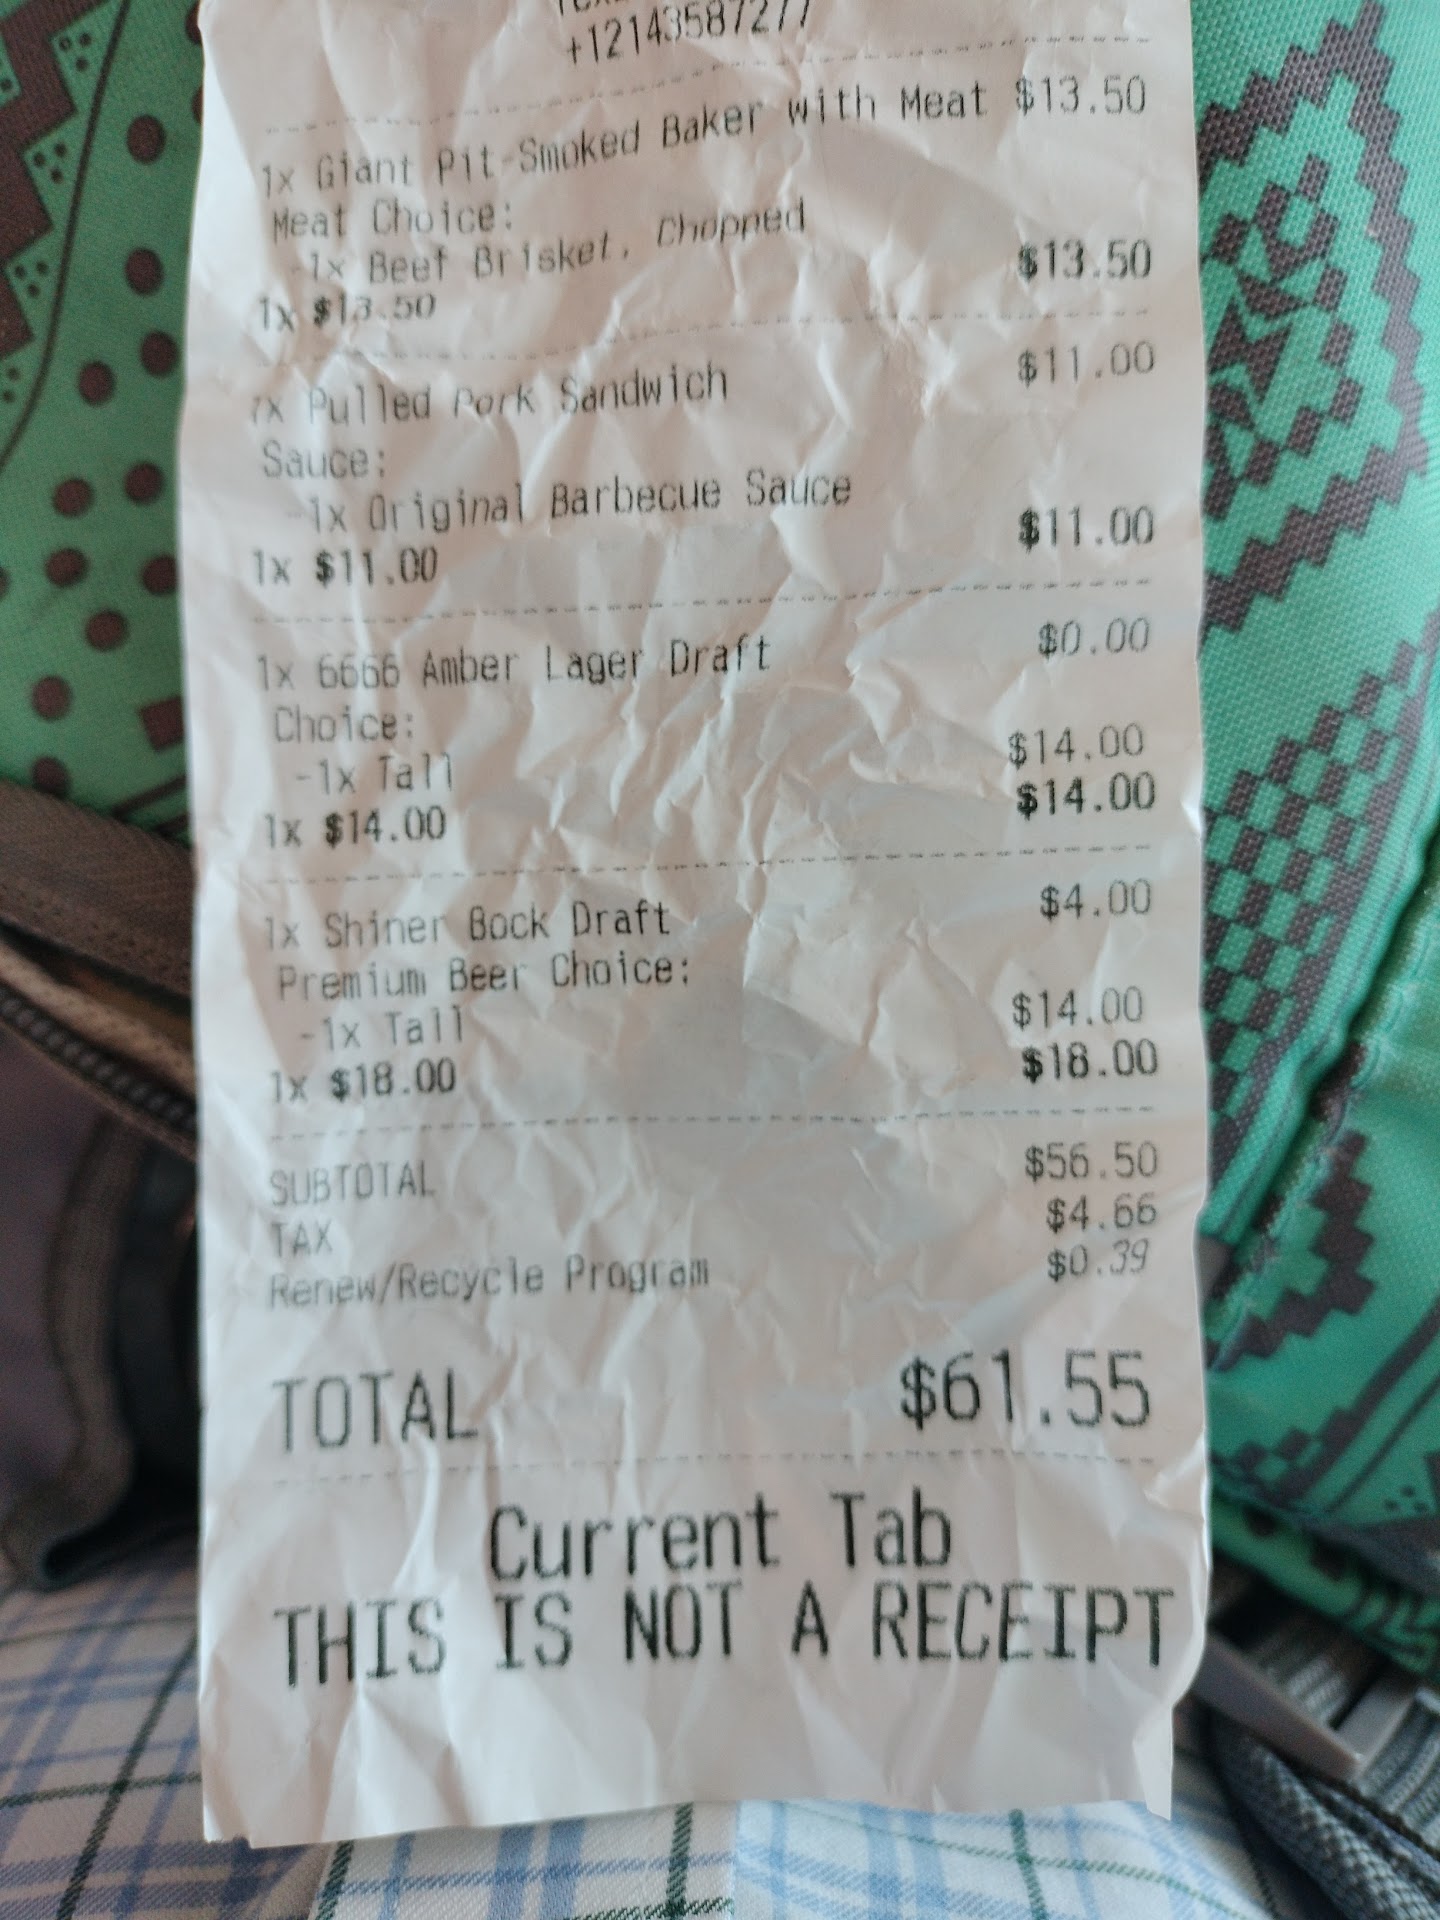 +12143587277
1x Giant Pit-Smoked Baker with Meat $13.50
Meat Choice:
-1x Beef Brisket, Chopped
1x $13.50 $13.50
1x Pulled Pork Sandwich $11.00
Sauce:
-1x Original Barbecue Sauce
1x $11.00 $11.00
1x 6666 Amber Lager Draft $0.00
Choice:
-1x Tall $14.00
1x $14.00 $14.00
1x Shiner Bock Draft $4.00
Premium Beer Choice:
-1x Tall $14.00
1x $18.00 $18.00
SUBTOTAL $56.50
TAX $4.66
Renew/Recycle Program $0.39
TOTAL $61.55
Current Tab
THIS IS NOT A RECEIPT